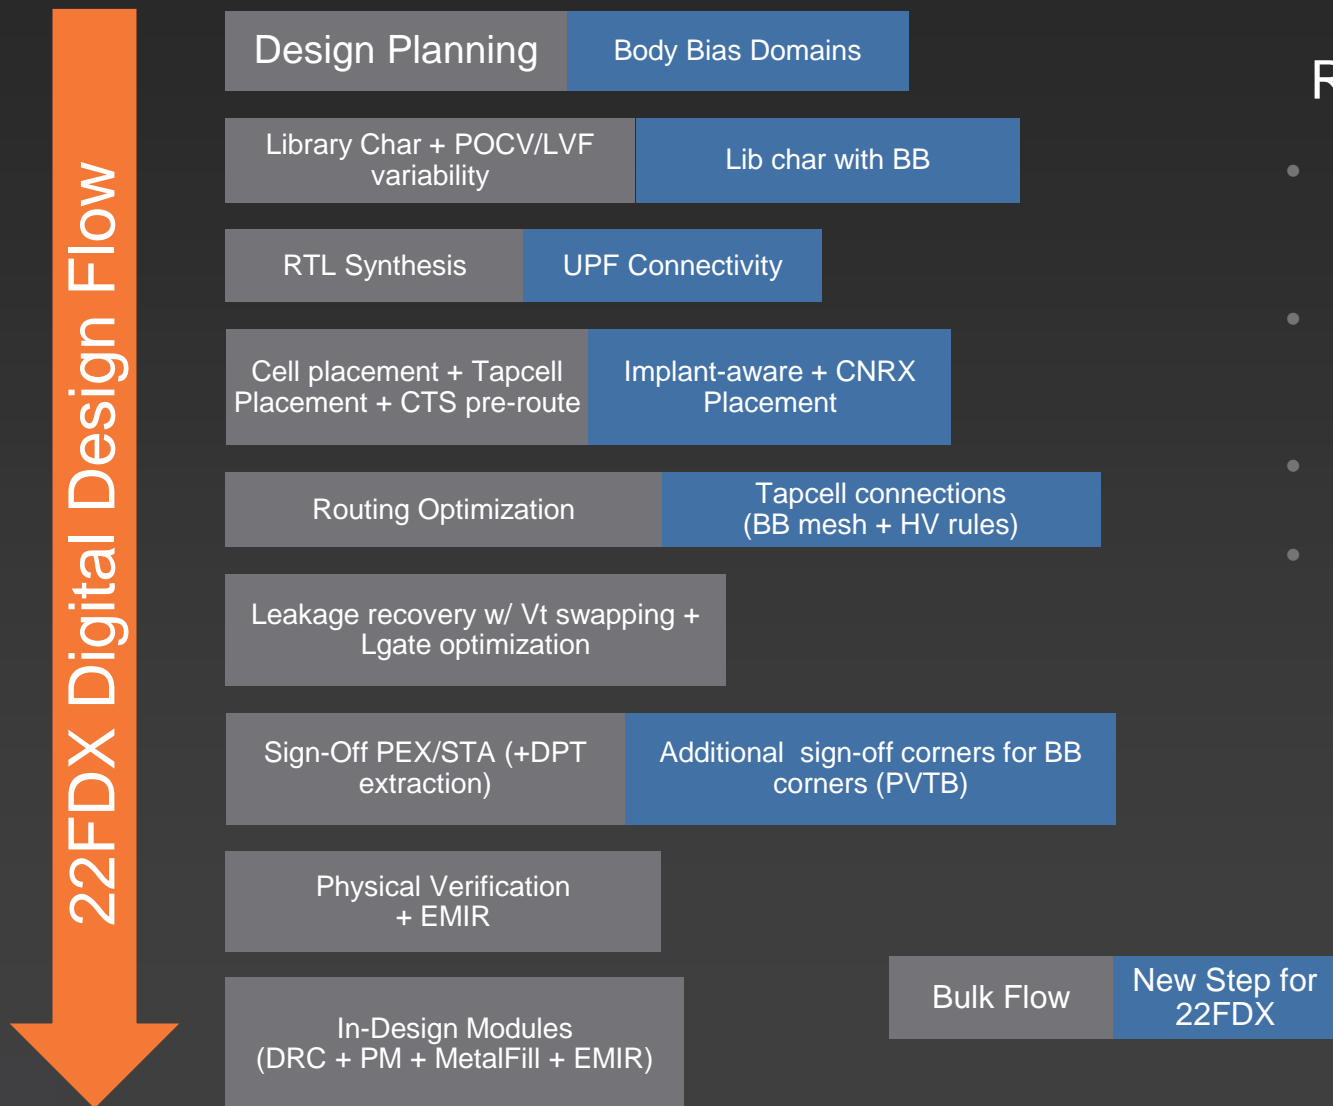 22FDX Digital Design Flow
Design Planning
Body Bias Domains
R
Library Char + POCV/LVF
variability
Lib char with BB
RTL Synthesis
UPF Connectivity
Cell placement + Tapcell
Placement + CTS pre-route
Implant-aware + CNRX
Placement
Routing Optimization
Tapcell connections
(BB mesh + HV rules)
Leakage recovery w/ Vt swapping +
Lgate optimization
Sign-Off PEX/STA (+DPT
extraction)
Additional sign-off corners for BB
corners (PVTB)
Physical Verification
+ EMIR
In-Design Modules
(DRC + PM + MetalFill + EMIR)
Bulk Flow
New Step for
22FDX